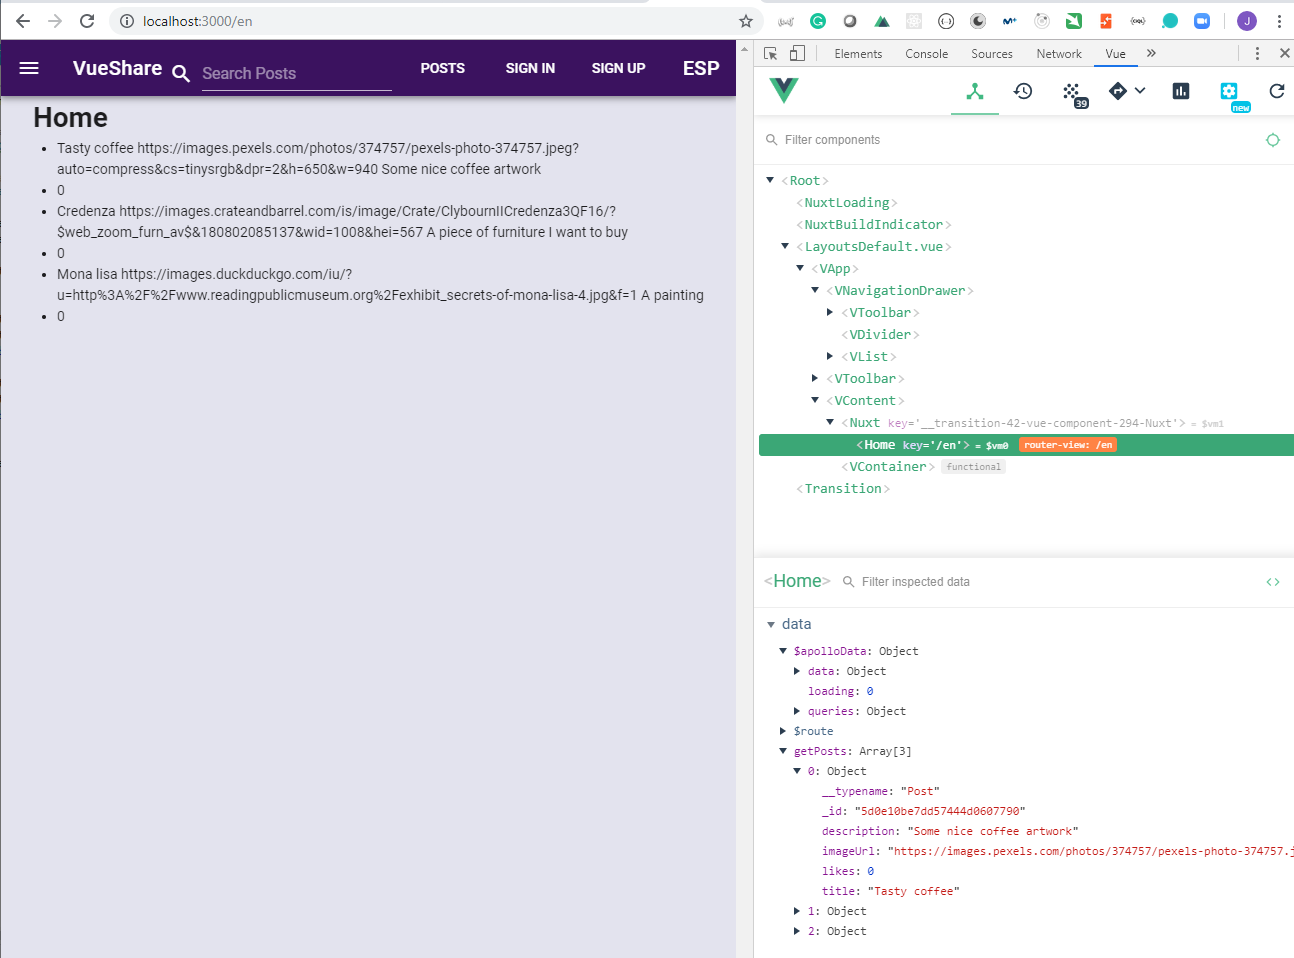 localhost:3000/en
J
VueShare
Search Posts
POSTS
SIGN IN
SIGN UP
ESP
Home
Tasty coffee https://images.pexels.com/photos/374757/pexels-photo-374757.jpeg?
auto=compress&cs=tinysrgb&dpr=2&h=650&w=940 Some nice coffee artwork
0
Credenza https://images.crateandbarrel.com/is/image/Crate/ClybournIICredenza3QF16/?
$web_zoom_furn_av$&180802085137&wid=1008&hei=567 A piece of furniture I want to buy
0
Mona lisa https://images.duckduckgo.com/iu/?
u=http%3A%2F%2Fwww.readingpublicmuseum.org%2Fexhibit_secrets-of-mona-lisa-4.jpg&f=1 A painting
0
Elements Console Sources Network Vue »
39
new
Filter components
<Root>
<NuxtLoading>
<NuxtBuildIndicator>
<LayoutsDefault.vue>
<VApp>
<VNavigationDrawer>
<VToolbar>
<VDivider>
<VList>
<VToolbar>
<VContent>
<Nuxt key='__transition-42-vue-component-294-Nuxt'> = $vm1
<Home key='/en'> = $vm0 router-view: /en
<VContainer> functional
<Transition>
<Home> Filter inspected data
data
$apolloData: Object
data: Object
loading: 0
queries: Object
$route
getPosts: Array[3]
0: Object
__typename: "Post"
_id: "5d0e10be7dd57444d0607790"
description: "Some nice coffee artwork"
imageUrl: "https://images.pexels.com/photos/374757/pexels-photo-374757.j
likes: 0
title: "Tasty coffee"
1: Object
2: Object